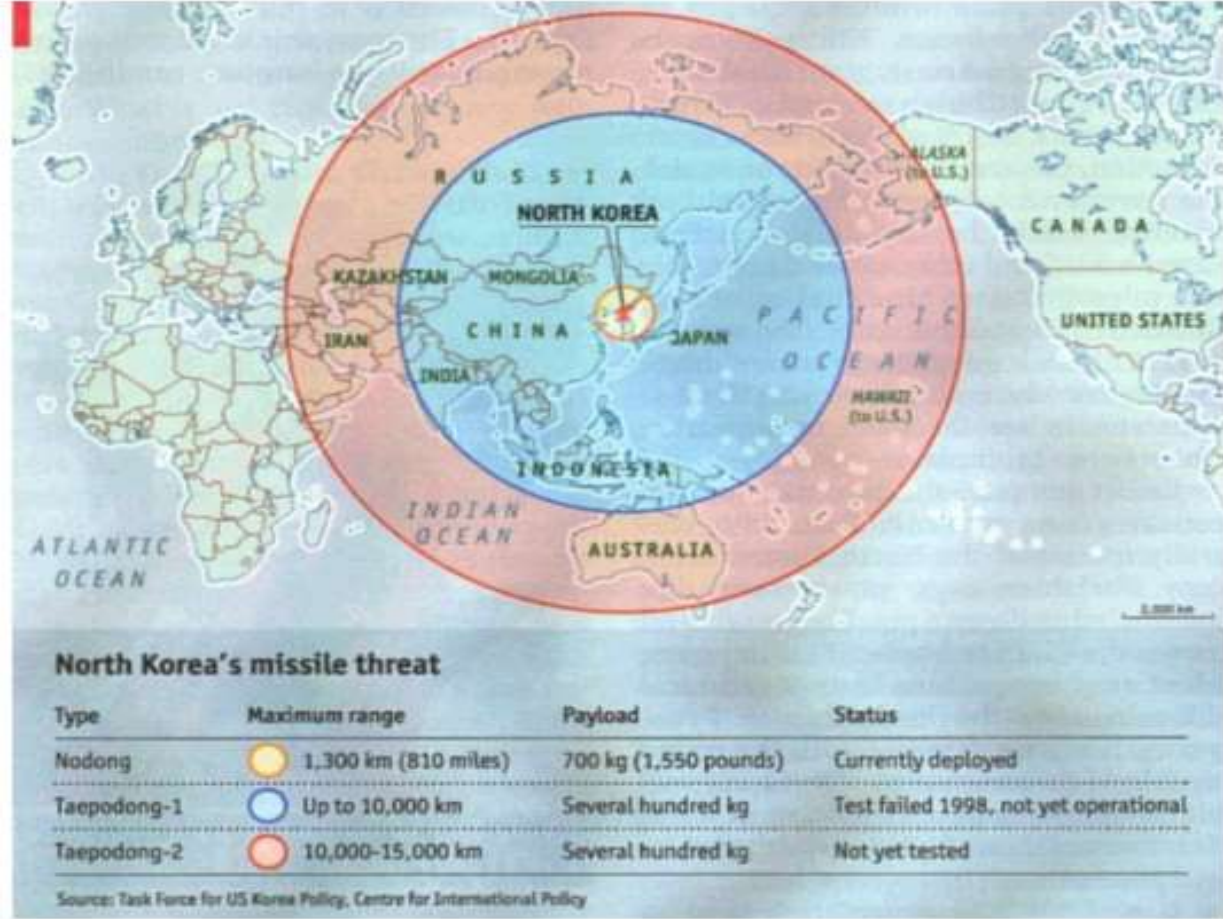 ALASKA
(to U.S.)
RUSSIA
CANADA
NORTH KOREA
KAZAKHSTAN
MONGOLIA
PACIFIC
OCEAN
CHINA
JAPAN
IRAN
UNITED STATES
INDIA
HAWAII
(to U.S.)
INDONESIA
INDIAN
OCEAN
ATLANTIC
OCEAN
AUSTRALIA
2,000 km
North Korea's missile threat
Type Maximum range Payload Status
Nodong 1,300 km (810 miles) 700 kg (1,550 pounds) Currently deployed
Taepodong-1 Up to 10,000 km Several hundred kg Test failed 1998, not yet operational
Taepodong-2 10,000-15,000 km Several hundred kg Not yet tested
Source: Task Force for US Korea Policy, Centre for International Policy